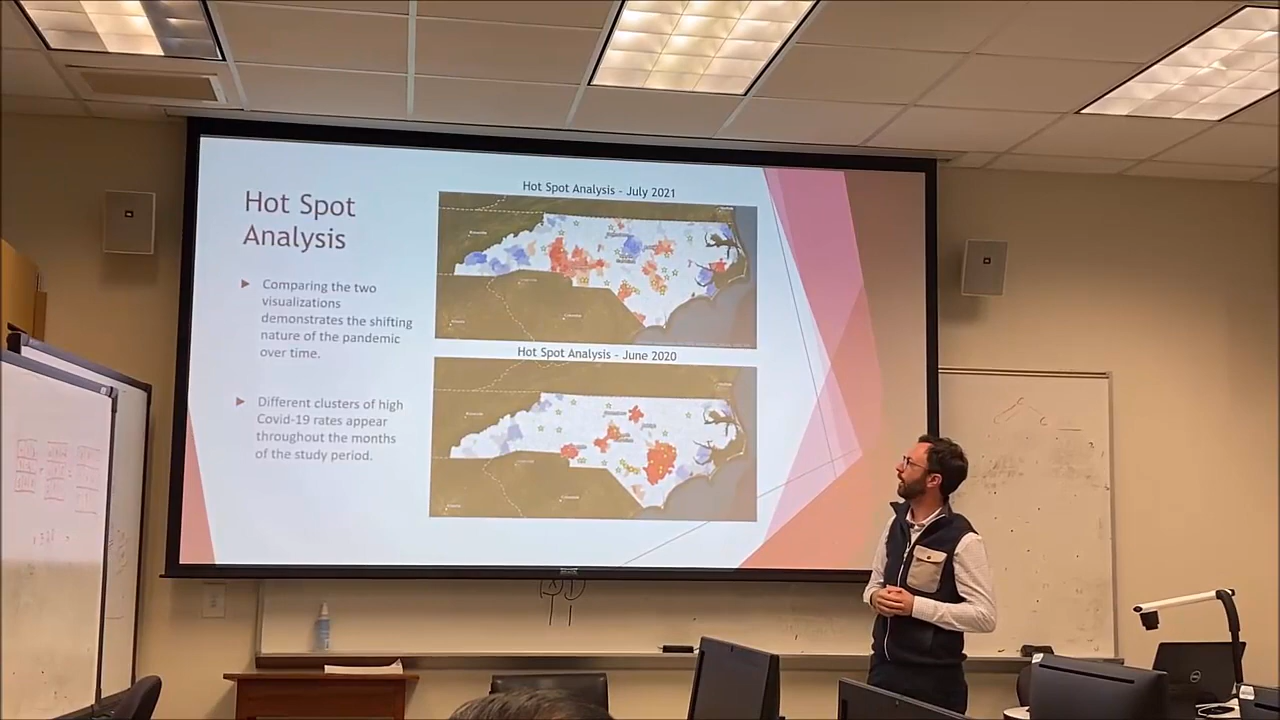 Hot Spot
Analysis
Comparing the two
visualizations
demonstrates the shifting
nature of the pandemic
over time.
Different clusters of high
Covid-19 rates appear
throughout the months
of the study period.
Hot Spot Analysis - July 2021
Hot Spot Analysis - June 2020
DELL